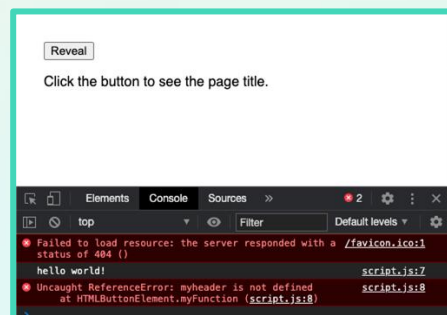 Reveal
Click the button to see the page title.
Elements Console Sources » 2
top Filter Default levels
Failed to load resource: the server responded with a /favicon.ico:1
status of 404 ()
hello world! script.js:7
Uncaught ReferenceError: myheader is not defined script.js:8
at HTMLButtonElement.myFunction (script.js:8)